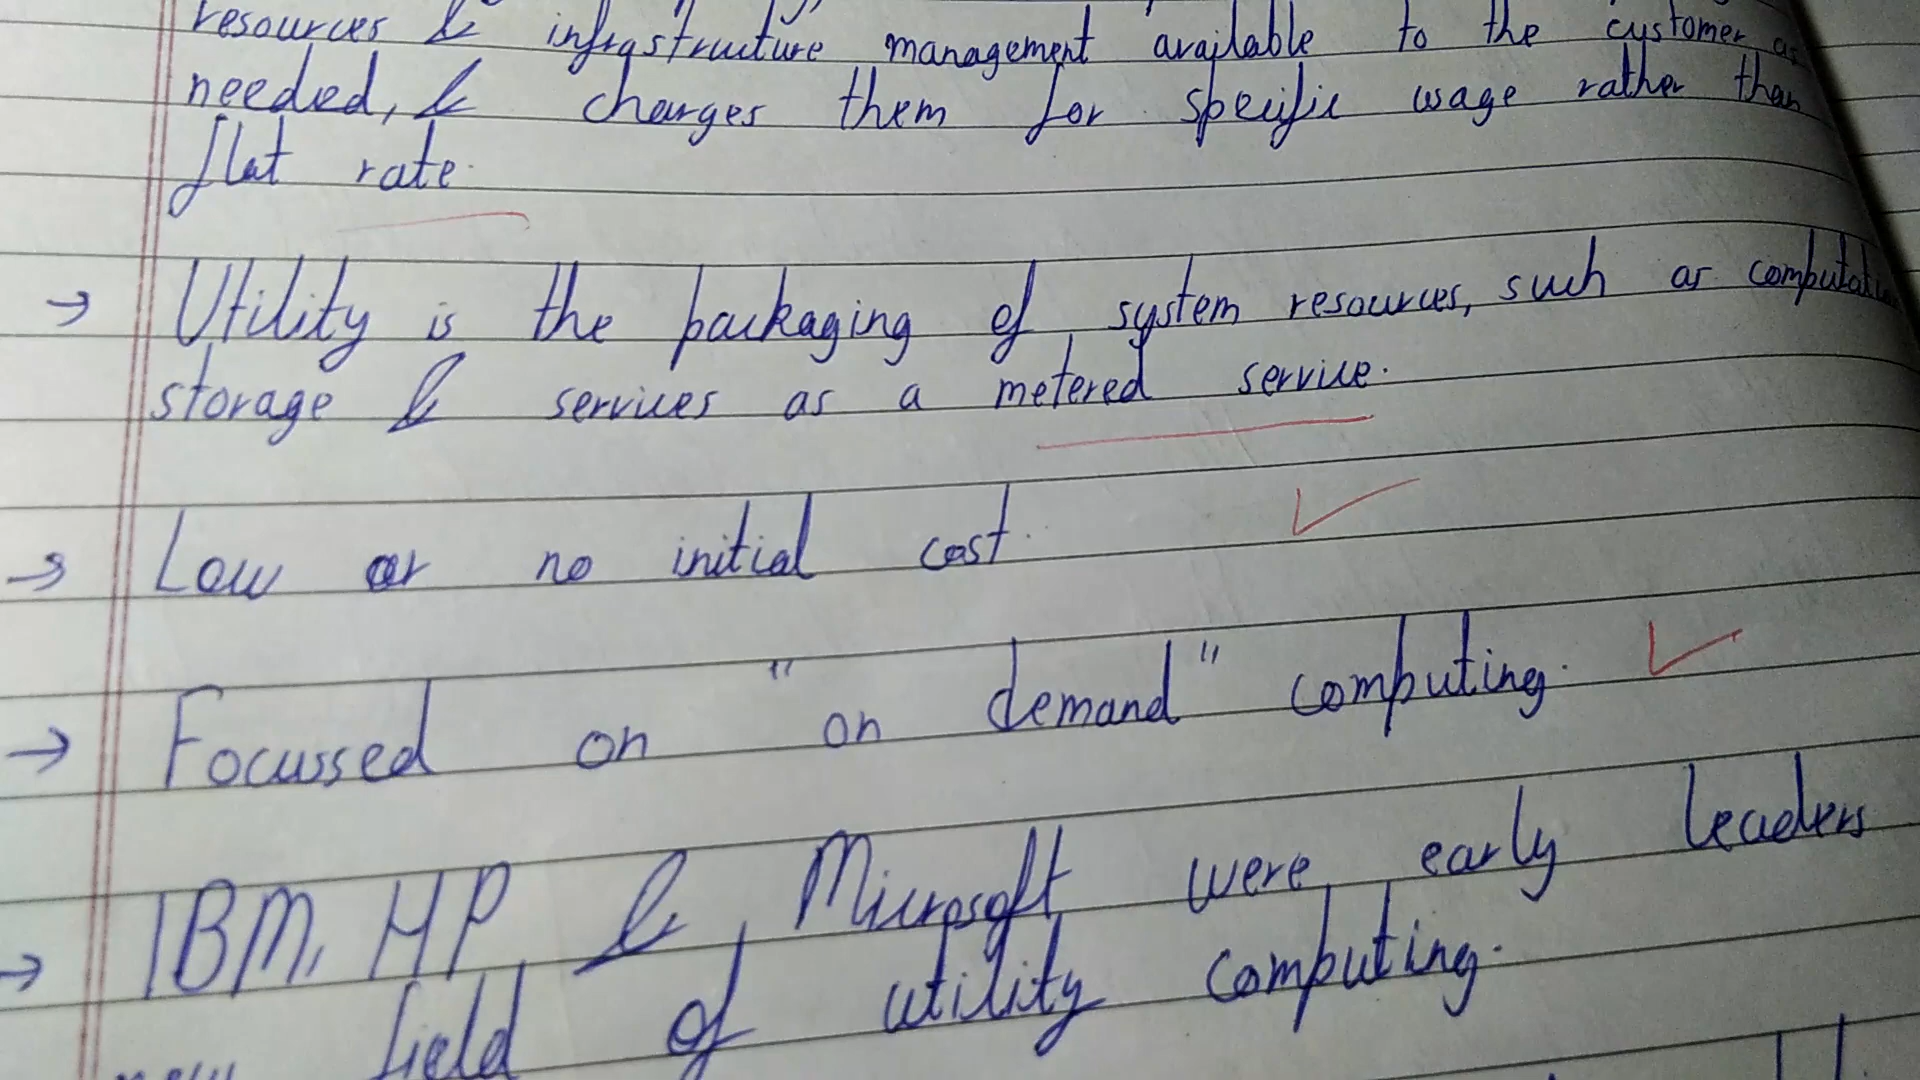 resources & infrastructure management available to the customer as
needed, & charges them for specific usage rather than
flat rate.
→ Utility is the packaging of system resources, such as computation
storage & services as a metered service.
→ Low or no initial cost.
→ Focussed on "on demand" computing.
→ IBM, HP & Microsoft were early leaders
new field of utility computing.